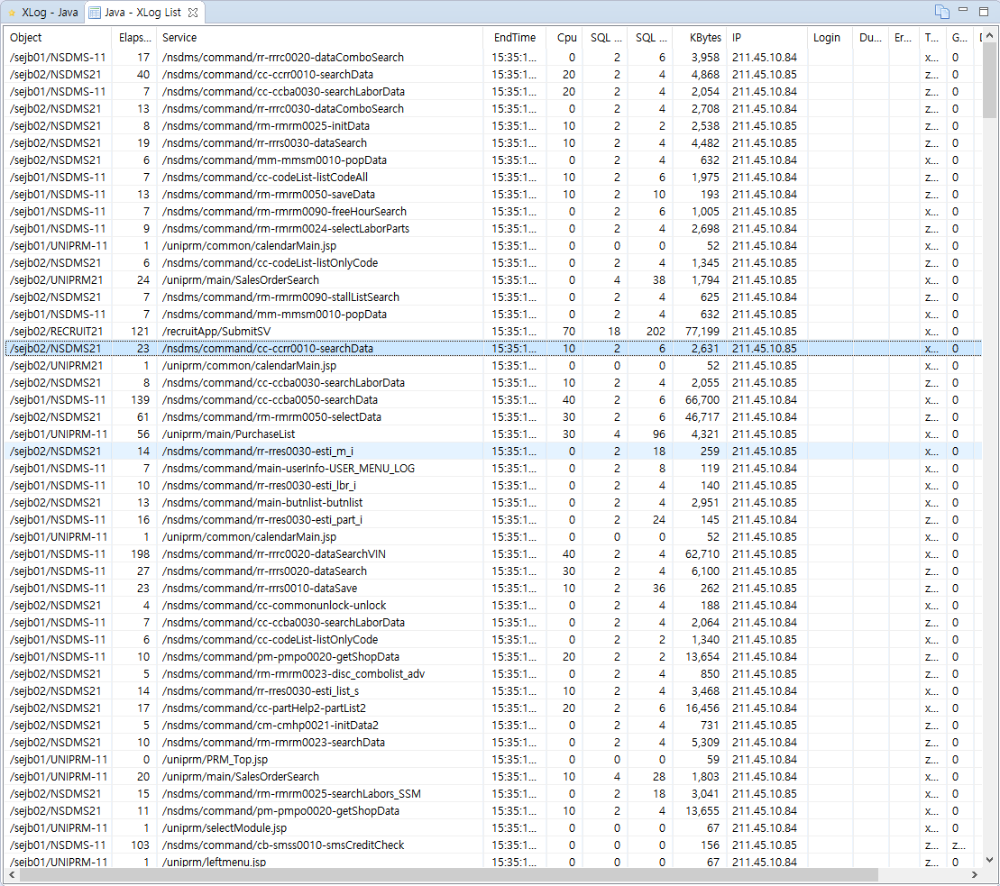 XLog - Java Java - XLog List
Object Elaps... Service EndTime Cpu SQL ... SQL ... KBytes IP Login Du... Er... T... G...
/sejb01/NSDMS-11 17 /nsdms/command/rr-rrrc0020-dataComboSearch 15:35:1... 0 2 6 3,958 211.45.10.84 x... 0
/sejb02/NSDMS21 40 /nsdms/command/cc-ccrr0010-searchData 15:35:1... 20 2 4 4,868 211.45.10.84 z... 0
/sejb01/NSDMS-11 7 /nsdms/command/cc-ccba0030-searchLaborData 15:35:1... 20 2 4 2,054 211.45.10.85 z... 0
/sejb02/NSDMS21 13 /nsdms/command/rr-rrrc0030-dataComboSearch 15:35:1... 0 2 4 2,708 211.45.10.84 x... 0
/sejb02/NSDMS21 8 /nsdms/command/rm-rmrm0025-initData 15:35:1... 10 2 2 2,538 211.45.10.85 z... 0
/sejb02/NSDMS21 19 /nsdms/command/rr-rrrs0030-dataSearch 15:35:1... 10 2 4 4,482 211.45.10.85 z... 0
/sejb02/NSDMS21 6 /nsdms/command/mm-mmsm0010-popData 15:35:1... 0 2 4 632 211.45.10.84 x... 0
/sejb01/NSDMS-11 7 /nsdms/command/cc-codeList-listCodeAll 15:35:1... 10 2 6 1,975 211.45.10.84 z... 0
/sejb01/NSDMS-11 13 /nsdms/command/rm-rmrm0050-saveData 15:35:1... 10 2 10 193 211.45.10.84 z... 0
/sejb01/NSDMS-11 7 /nsdms/command/rm-rmrm0090-freeHourSearch 15:35:1... 0 2 6 1,005 211.45.10.84 x... 0
/sejb01/NSDMS-11 9 /nsdms/command/rm-rmrm0024-selectLaborParts 15:35:1... 0 2 4 2,698 211.45.10.84 z... 0
/sejb01/UNIPRM-11 1 /uniprm/common/calendarMain.jsp 15:35:1... 0 0 0 52 211.45.10.84 x... 0
/sejb02/NSDMS21 6 /nsdms/command/cc-codeList-listOnlyCode 15:35:1... 0 2 4 1,345 211.45.10.84 z... 0
/sejb02/UNIPRM21 24 /uniprm/main/SalesOrderSearch 15:35:1... 0 4 38 1,794 211.45.10.85 x... 0
/sejb02/NSDMS21 7 /nsdms/command/rm-rmrm0090-stallListSearch 15:35:1... 0 2 4 625 211.45.10.85 z... 0
/sejb01/NSDMS-11 7 /nsdms/command/mm-mmsm0010-popData 15:35:1... 0 2 4 632 211.45.10.84 x... 0
/sejb02/RECRUIT21 121 /recruitApp/SubmitSV 15:35:1... 70 18 202 77,199 211.45.10.85 x... 0
/sejb02/NSDMS21 23 /nsdms/command/cc-ccrr0010-searchData 15:35:1... 10 2 6 2,631 211.45.10.85 x... 0
/sejb02/UNIPRM21 1 /uniprm/common/calendarMain.jsp 15:35:1... 0 0 0 52 211.45.10.85 x... 0
/sejb02/NSDMS21 8 /nsdms/command/cc-ccba0030-searchLaborData 15:35:1... 10 2 4 2,055 211.45.10.85 z... 0
/sejb01/NSDMS-11 139 /nsdms/command/cc-ccba0050-searchData 15:35:1... 40 2 6 66,700 211.45.10.84 x... 0
/sejb02/NSDMS21 61 /nsdms/command/rm-rmrm0050-selectData 15:35:1... 30 2 6 46,717 211.45.10.84 z... 0
/sejb01/UNIPRM-11 56 /uniprm/main/PurchaseList 15:35:1... 30 4 96 4,321 211.45.10.85 x... 0
/sejb02/NSDMS21 14 /nsdms/command/rr-rres0030-esti_m_i 15:35:1... 0 2 18 259 211.45.10.85 x... 0
/sejb01/NSDMS-11 7 /nsdms/command/main-userInfo-USER_MENU_LOG 15:35:1... 0 2 8 119 211.45.10.85 x... 0
/sejb01/NSDMS-11 10 /nsdms/command/rr-rres0030-esti_lbr_i 15:35:1... 0 2 4 140 211.45.10.85 x... 0
/sejb02/NSDMS21 13 /nsdms/command/main-butnlist-butnlist 15:35:1... 0 2 4 2,951 211.45.10.85 x... 0
/sejb01/NSDMS-11 16 /nsdms/command/rr-rres0030-esti_part_i 15:35:1... 0 2 24 145 211.45.10.85 z... 0
/sejb01/UNIPRM-11 1 /uniprm/common/calendarMain.jsp 15:35:1... 0 0 0 52 211.45.10.85 x... 0
/sejb01/NSDMS-11 198 /nsdms/command/rr-rrrc0020-dataSearchVIN 15:35:1... 40 2 4 62,710 211.45.10.85 x... 0
/sejb01/NSDMS-11 27 /nsdms/command/rr-rrrs0020-dataSearch 15:35:1... 30 2 4 6,100 211.45.10.85 z... 0
/sejb01/NSDMS-11 23 /nsdms/command/rr-rrrs0010-dataSave 15:35:1... 10 2 36 262 211.45.10.85 z... 0
/sejb02/NSDMS21 4 /nsdms/command/cc-commonunlock-unlock 15:35:1... 0 2 4 188 211.45.10.85 x... 0
/sejb01/NSDMS-11 7 /nsdms/command/cc-ccba0030-searchLaborData 15:35:1... 0 2 4 2,064 211.45.10.85 z... 0
/sejb01/NSDMS-11 6 /nsdms/command/cc-codeList-listOnlyCode 15:35:1... 0 2 2 1,340 211.45.10.84 x... 0
/sejb01/NSDMS-11 10 /nsdms/command/pm-pmpo0020-getShopData 15:35:1... 20 2 2 13,654 211.45.10.84 z... 0
/sejb02/NSDMS21 5 /nsdms/command/rm-rmrm0023-disc_combolist_adv 15:35:1... 0 2 4 850 211.45.10.84 z... 0
/sejb02/NSDMS21 14 /nsdms/command/rr-rres0030-esti_list_s 15:35:1... 10 2 4 3,468 211.45.10.85 x... 0
/sejb02/NSDMS21 17 /nsdms/command/cc-partHelp2-partList2 15:35:1... 20 2 6 16,456 211.45.10.85 x... 0
/sejb02/NSDMS21 5 /nsdms/command/cm-cmhp0021-initData2 15:35:1... 0 2 4 731 211.45.10.85 z... 0
/sejb02/NSDMS21 10 /nsdms/command/rm-rmrm0023-searchData 15:35:1... 0 2 4 5,309 211.45.10.84 z... 0
/sejb01/UNIPRM-11 0 /uniprm/PRM_Top.jsp 15:35:1... 0 0 0 59 211.45.10.84 z... 0
/sejb01/UNIPRM-11 20 /uniprm/main/SalesOrderSearch 15:35:1... 10 4 28 1,803 211.45.10.84 x... 0
/sejb02/NSDMS21 15 /nsdms/command/rm-rmrm0025-searchLabors_SSM 15:35:1... 0 2 18 3,041 211.45.10.84 x... 0
/sejb02/NSDMS21 11 /nsdms/command/pm-pmpo0020-getShopData 15:35:1... 10 2 4 13,655 211.45.10.84 z... 0
/sejb01/UNIPRM-11 1 /uniprm/selectModule.jsp 15:35:1... 0 0 0 67 211.45.10.84 x... 0
/sejb01/NSDMS-11 103 /nsdms/command/cb-smss0010-smsCreditCheck 15:35:1... 0 0 0 156 211.45.10.85 z... z...
/sejb01/UNIPRM-11 1 /uniprm/leftmenu.jsp 15:35:1... 0 0 0 67 211.45.10.84 z... 0